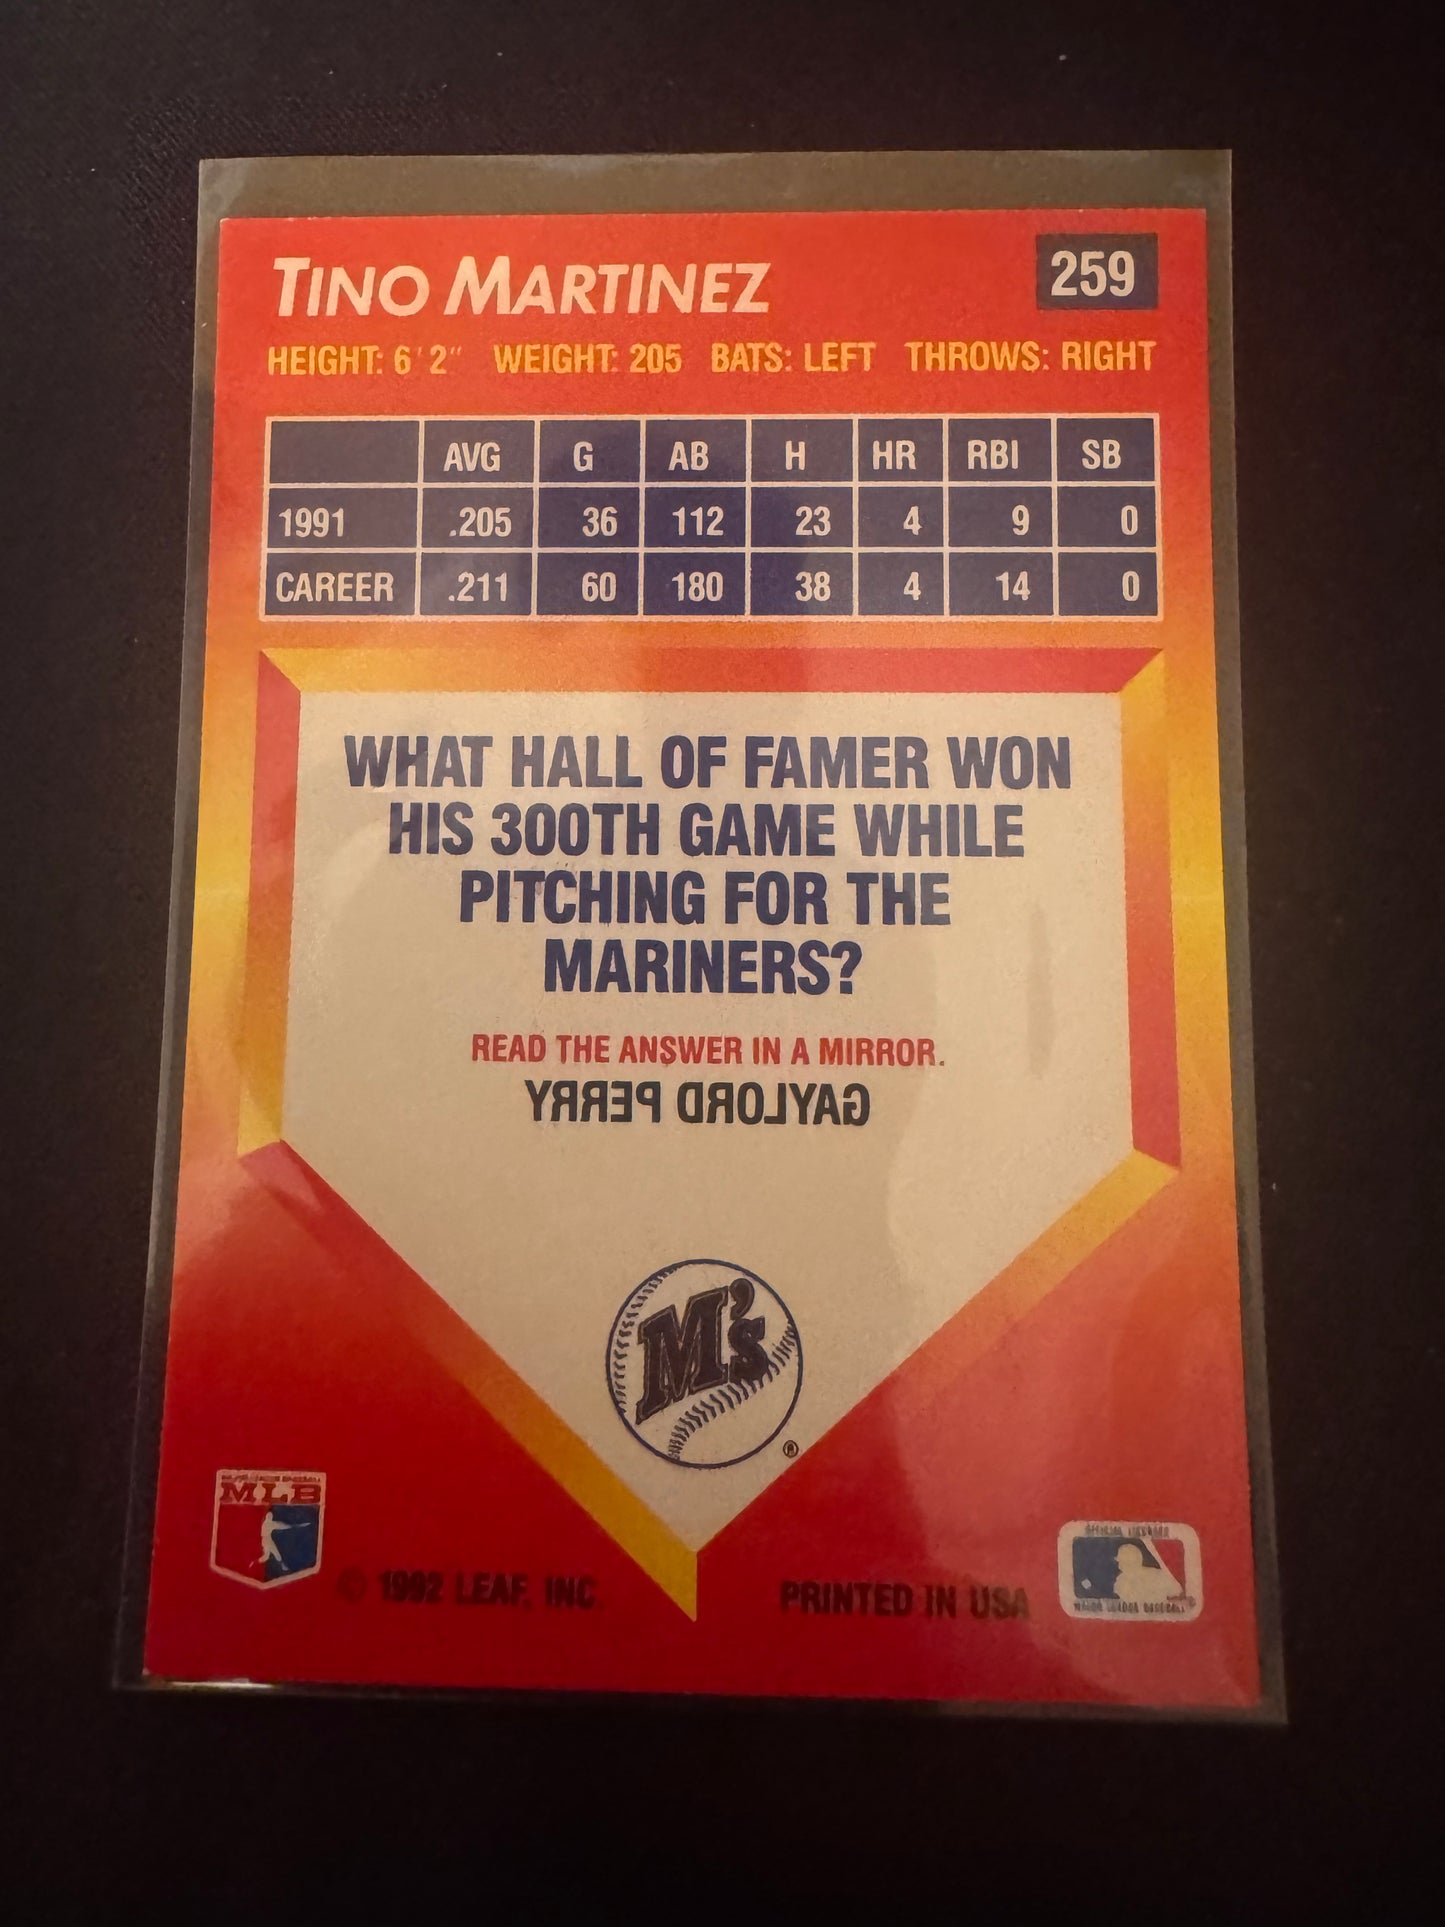 TINO MARTINEZ 259
HEIGHT: 6'2" WEIGHT: 205 BATS: LEFT THROWS: RIGHT
AVG G AB H HR RBI SB
1991 .205 36 112 23 4 9 0
CAREER .211 60 180 38 4 14 0
WHAT HALL OF FAMER WON
HIS 300TH GAME WHILE
PITCHING FOR THE
MARINERS?
READ THE ANSWER IN A MIRROR.
GAYLORD PERRY
M's
®
MLB
© 1992 LEAF, INC.
PRINTED IN USA